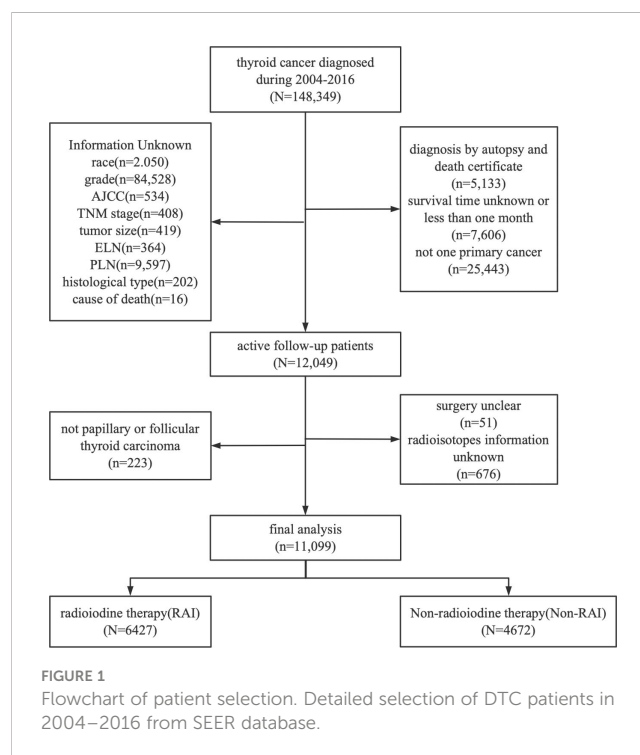 thyroid cancer diagnosed
during 2004-2016
(N=148,349)
Information Unknown
race(n=2.050)
grade(n=84,528)
AJCC(n=534)
TNM stage(n=408)
tumor size(n=419)
ELN(n=364)
PLN(n=9,597)
histological type(n=202)
cause of death(n=16)
diagnosis by autopsy and
death certificate
(n=5,133)
survival time unknown or
less than one month
(n=7,606)
not one primary cancer
(n=25,443)
active follow-up patients
(N=12,049)
not papillary or follicular
thyroid carcinoma
(n=223)
surgery unclear
(n=51)
radioisotopes information
unknown
(n=676)
final analysis
(n=11,099)
radioiodine therapy(RAI)
(N=6427)
Non-radioiodine therapy(Non-RAI)
(N=4672)
FIGURE 1
Flowchart of patient selection. Detailed selection of DTC patients in
2004–2016 from SEER database.